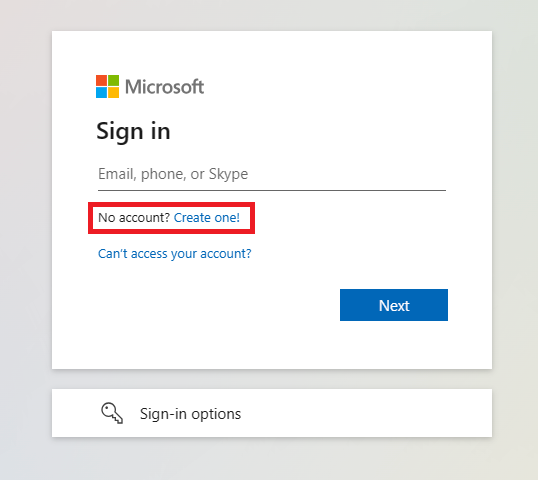 Microsoft
Sign in
Email, phone, or Skype
No account? Create one!
Can't access your account?
Next
Sign-in options